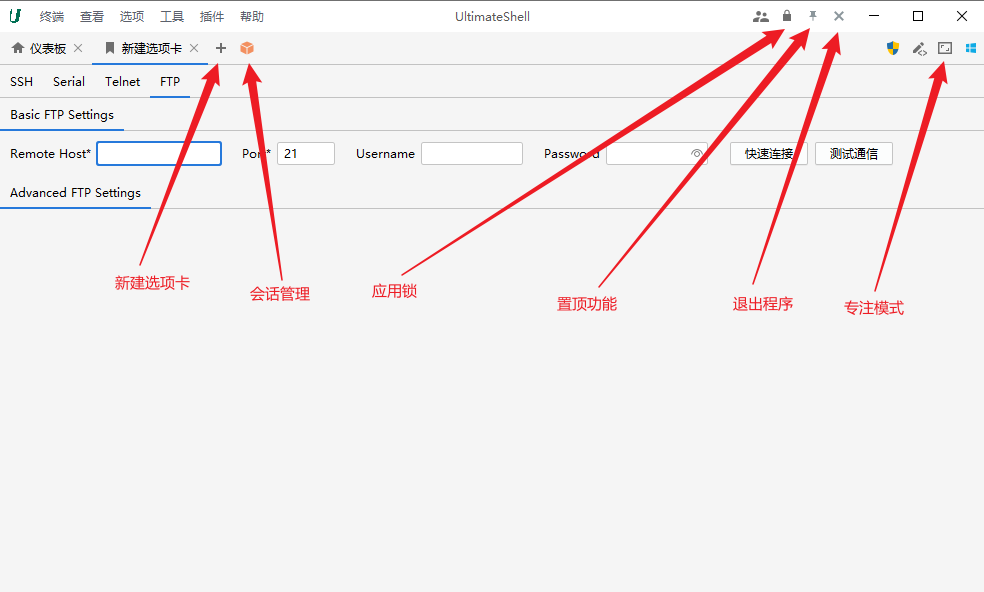 终端 查看 选项 工具 插件 帮助 UltimateShell
仪表板 新建选项卡
SSH Serial Telnet FTP
Basic FTP Settings
Remote Host* Port* 21 Username Password 快速连接 测试通信
Advanced FTP Settings
新建选项卡
会话管理
应用锁
置顶功能
退出程序
专注模式